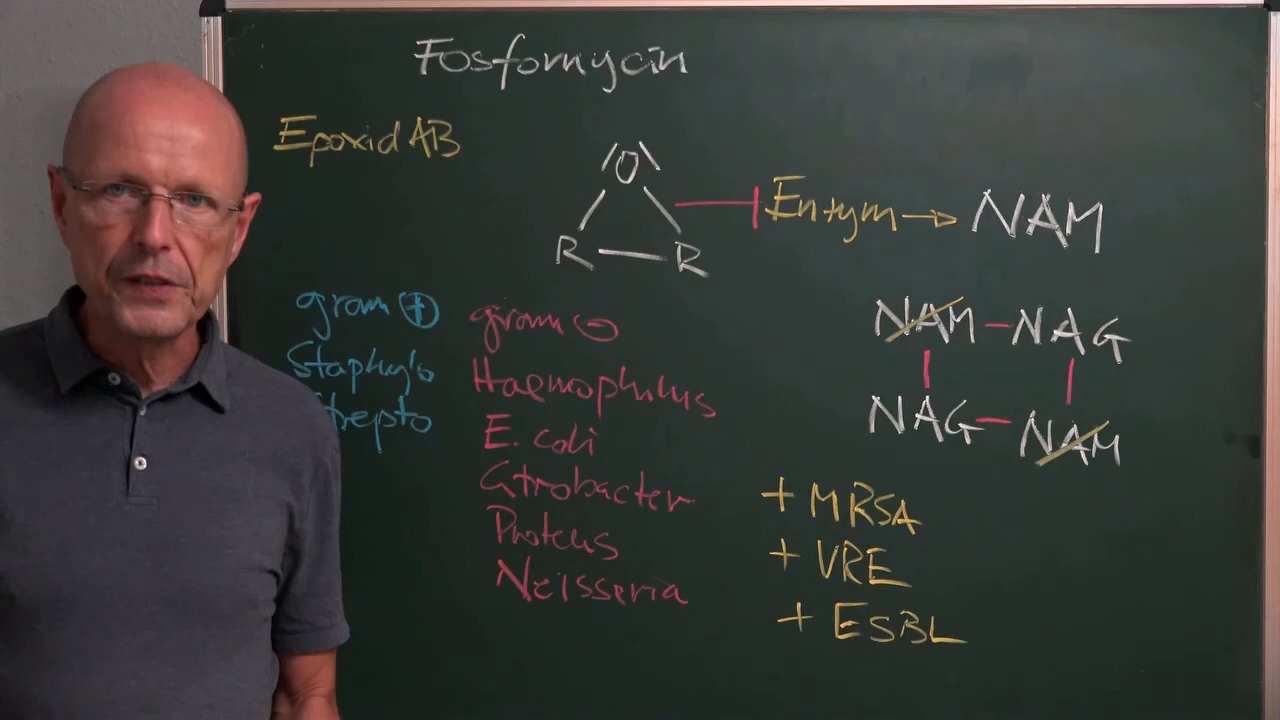 Fosfomycin
Epoxid AB
O
R — R
Enzym → NAM
NAM - NAG
NAG - NAM
gram ⊕
Staphylo
Strepto
gram ⊖
Haemophilus
E. coli
Citrobacter
Proteus
Neisseria
+ MRSA
+ VRE
+ ESBL